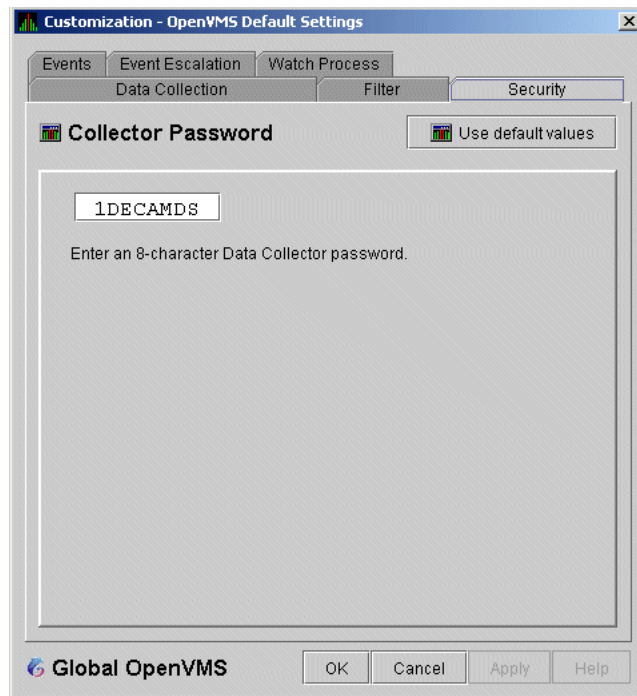 Customization - OpenVMS Default Settings
Events Event Escalation Watch Process
Data Collection Filter Security
Collector Password Use default values
1DECAMDS
Enter an 8-character Data Collector password.
Global OpenVMS OK Cancel Apply Help